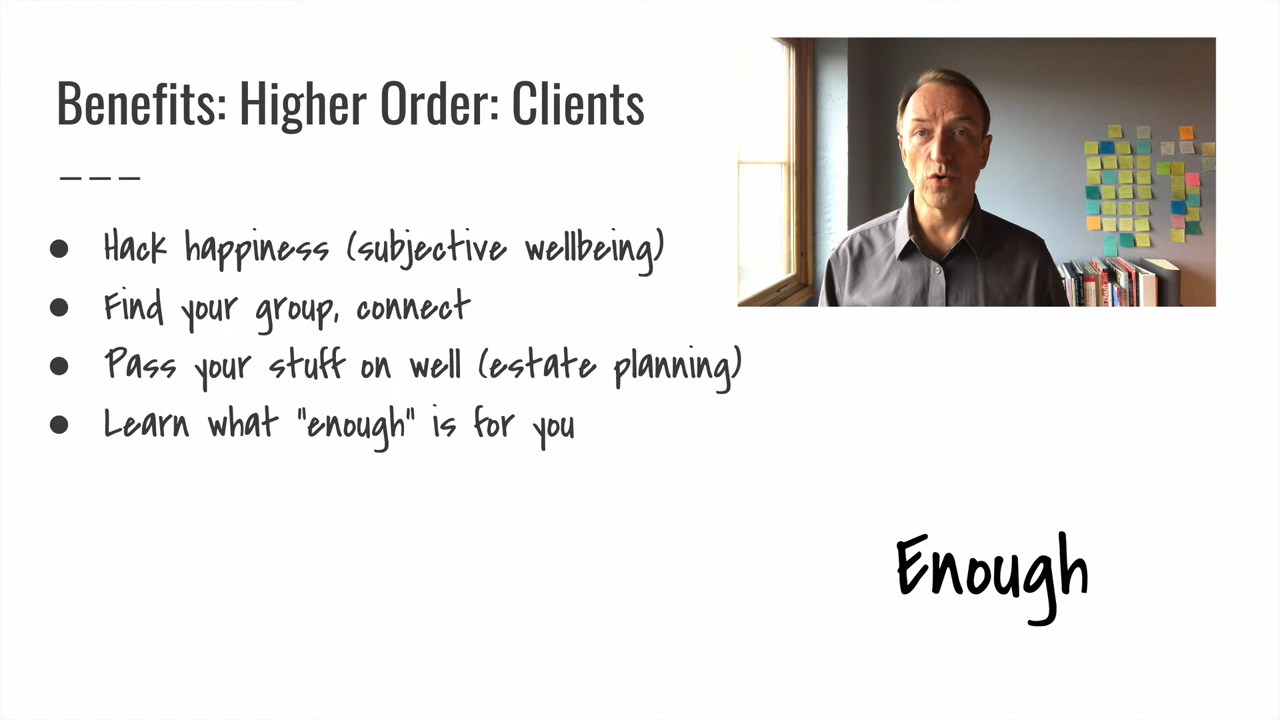 Benefits: Higher Order: Clients
Hack happiness (subjective wellbeing)
Find your group, connect
Pass your stuff on well (estate planning)
Learn what "enough" is for you
Enough